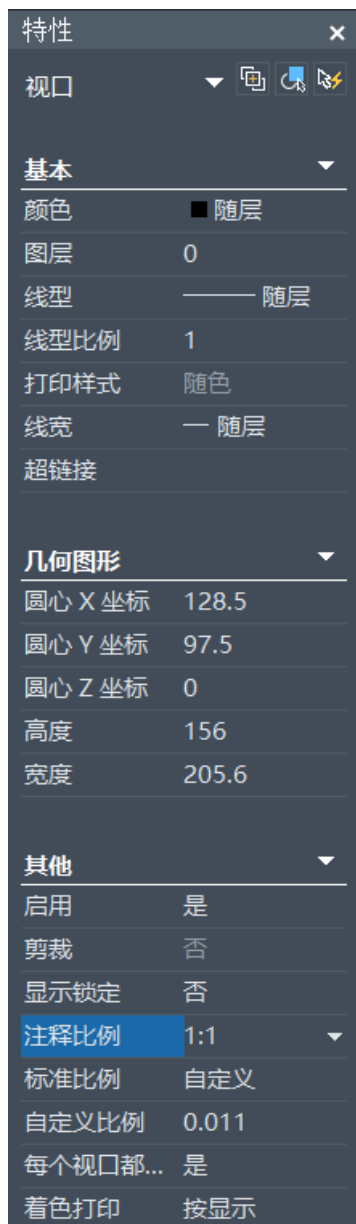 特性
视口
基本
颜色 随层
图层 0
线型 随层
线型比例 1
打印样式 随色
线宽 随层
超链接
几何图形
圆心 X 坐标 128.5
圆心 Y 坐标 97.5
圆心 Z 坐标 0
高度 156
宽度 205.6
其他
启用 是
剪裁 否
显示锁定 否
注释比例 1:1
标准比例 自定义
自定义比例 0.011
每个视口都... 是
着色打印 按显示